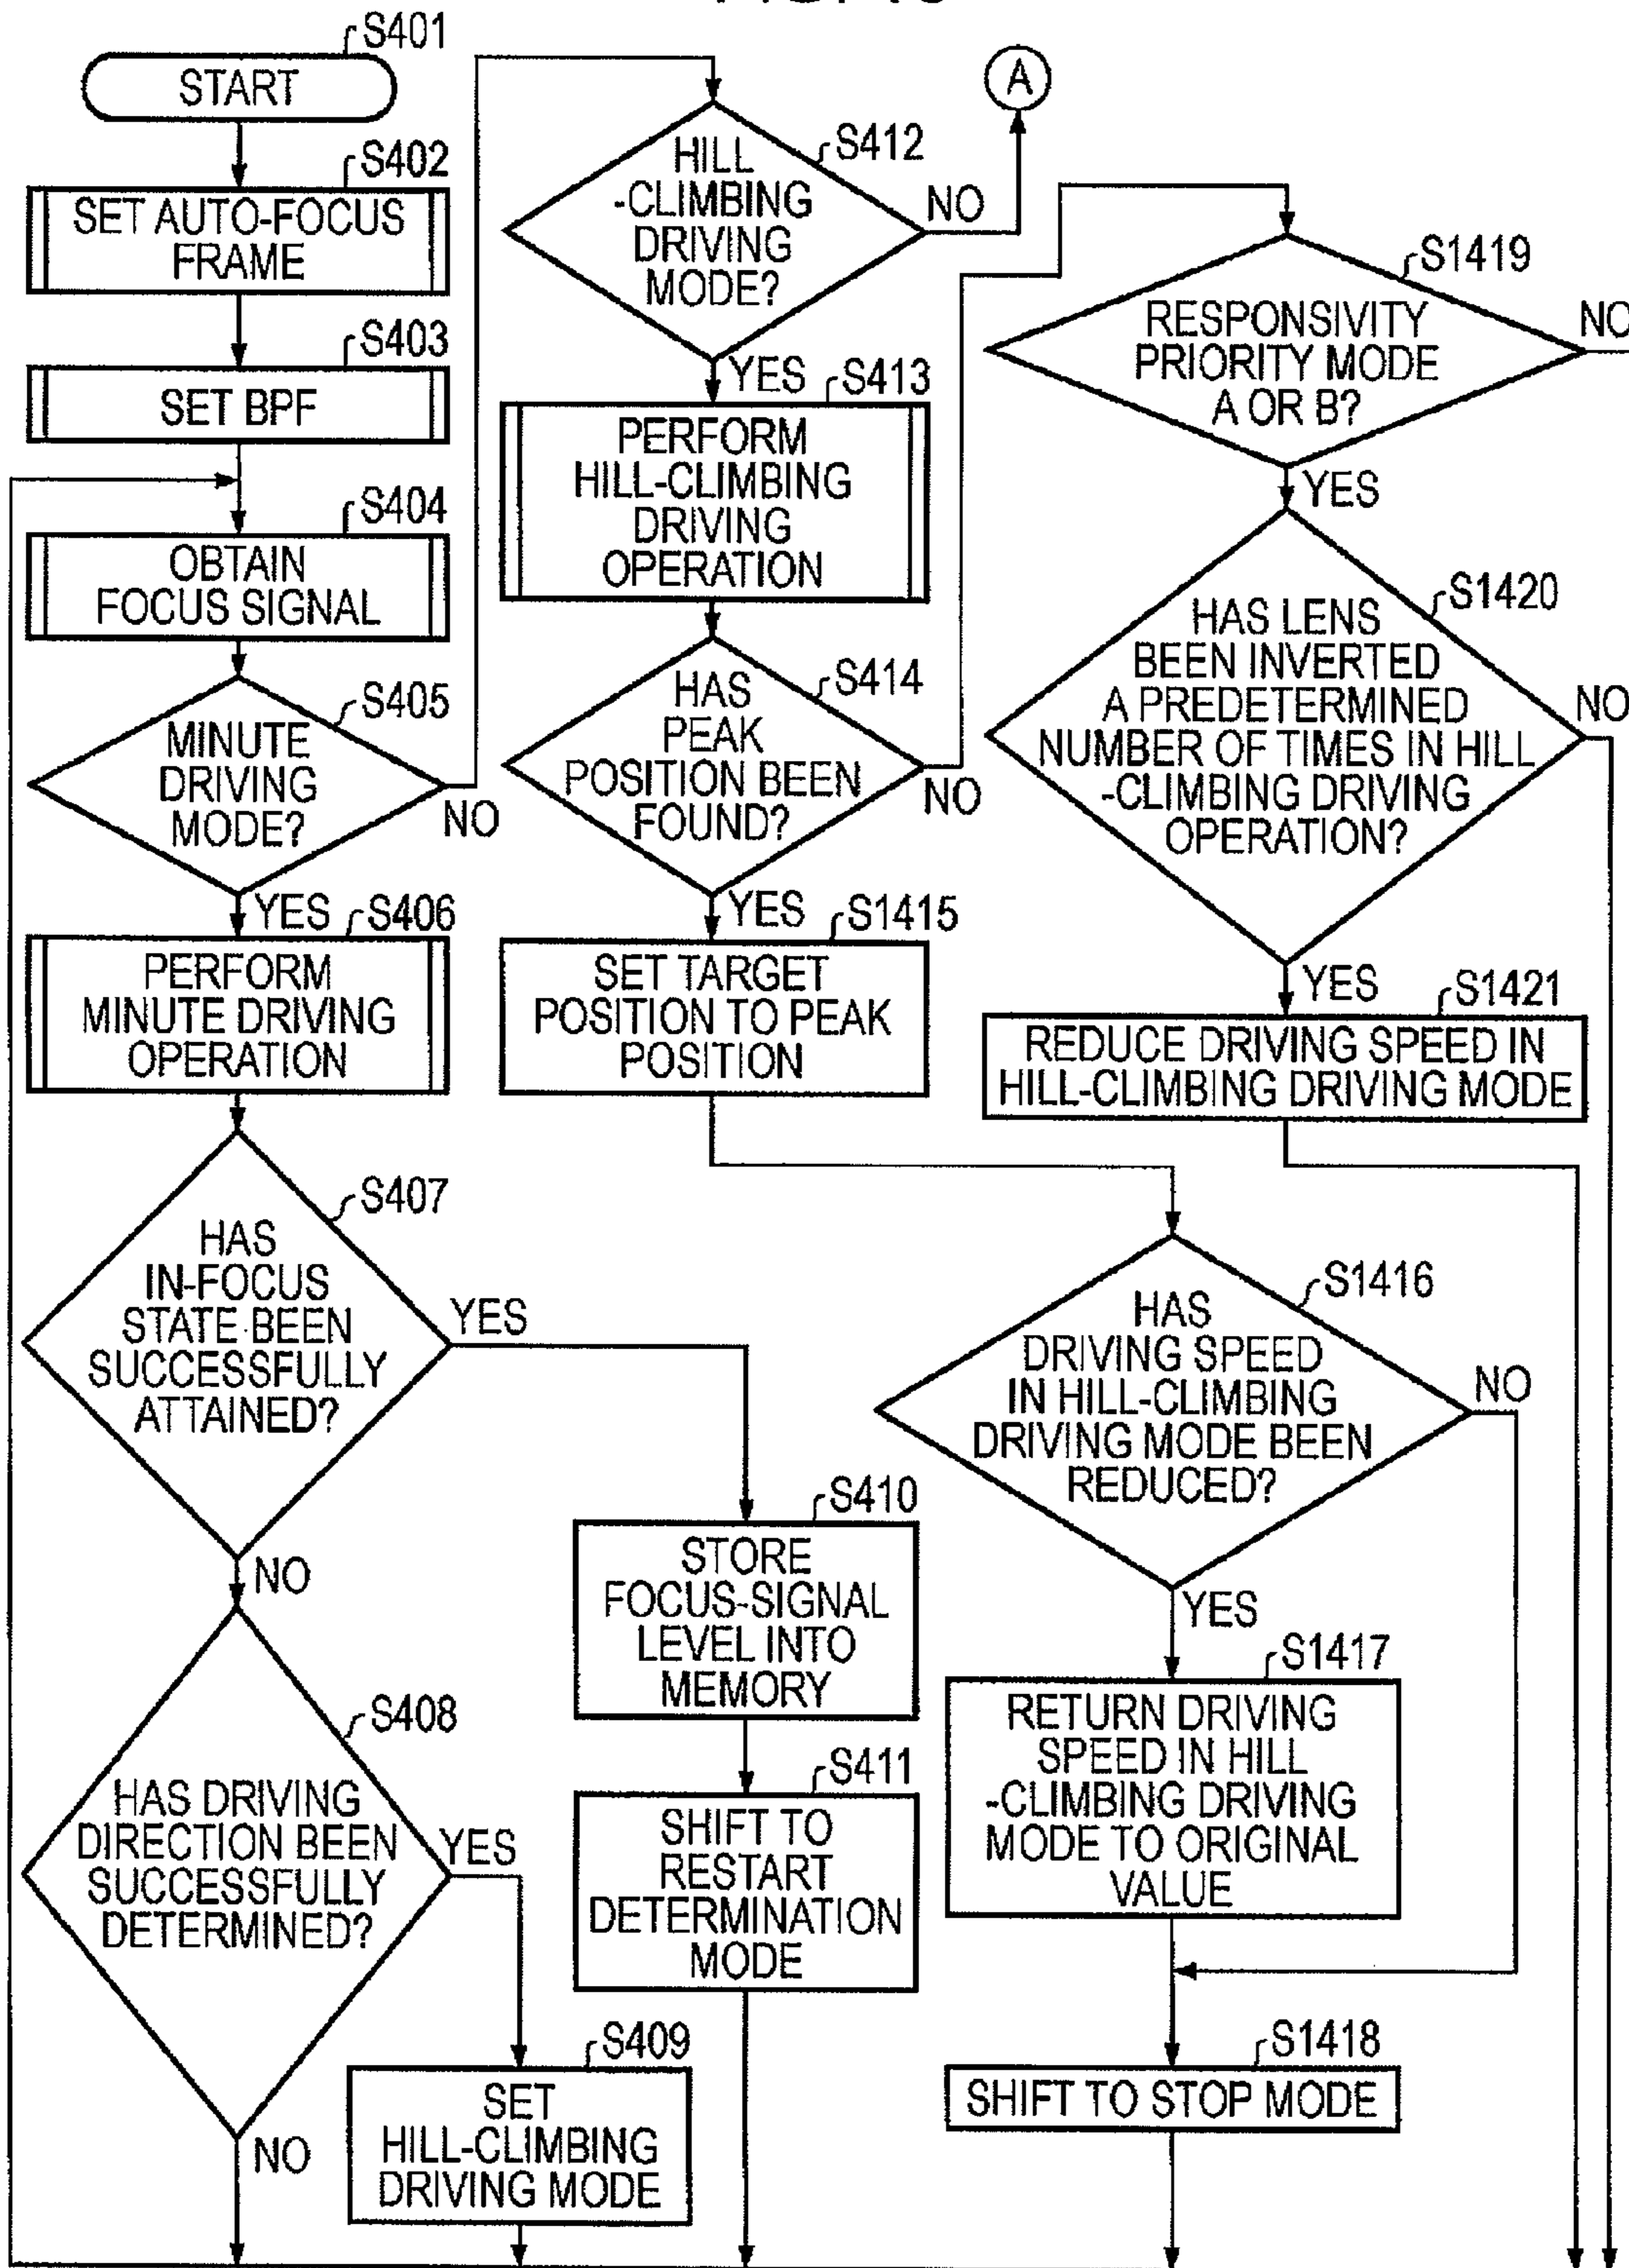 S401
START
S402
SET AUTO-FOCUS
FRAME
S403
SET BPF
S404
OBTAIN
FOCUS SIGNAL
S405
MINUTE
DRIVING
MODE?
NO
YES
S406
PERFORM
MINUTE DRIVING
OPERATION
S407
HAS
IN-FOCUS
STATE BEEN
SUCCESSFULLY
ATTAINED?
YES
NO
S408
HAS DRIVING
DIRECTION BEEN
SUCCESSFULLY
DETERMINED?
YES
NO
S409
SET
HILL-CLIMBING
DRIVING MODE
S410
STORE
FOCUS-SIGNAL
LEVEL INTO
MEMORY
S411
SHIFT TO
RESTART
DETERMINATION
MODE
A
S412
HILL
-CLIMBING
DRIVING
MODE?
NO
YES
S413
PERFORM
HILL-CLIMBING
DRIVING
OPERATION
S414
HAS
PEAK
POSITION BEEN
FOUND?
NO
YES
S1415
SET TARGET
POSITION TO PEAK
POSITION
S1416
HAS
DRIVING SPEED
IN HILL-CLIMBING
DRIVING MODE BEEN
REDUCED?
NO
YES
S1417
RETURN DRIVING
SPEED IN HILL
-CLIMBING DRIVING
MODE TO ORIGINAL
VALUE
S1418
SHIFT TO STOP MODE
S1419
RESPONSIVITY
PRIORITY MODE
A OR B?
NO
YES
S1420
HAS LENS
BEEN INVERTED
A PREDETERMINED
NUMBER OF TIMES IN HILL
-CLIMBING DRIVING
OPERATION?
NO
YES
S1421
REDUCE DRIVING SPEED IN
HILL-CLIMBING DRIVING MODE